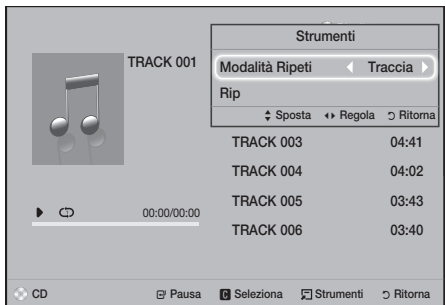 Strumenti
TRACK 001
Modalità Ripeti Traccia
Rip
Sposta Regola Ritorna
TRACK 003 04:41
TRACK 004 04:02
TRACK 005 03:43
00:00/00:00
TRACK 006 03:40
CD Pausa C Seleziona Strumenti Ritorna